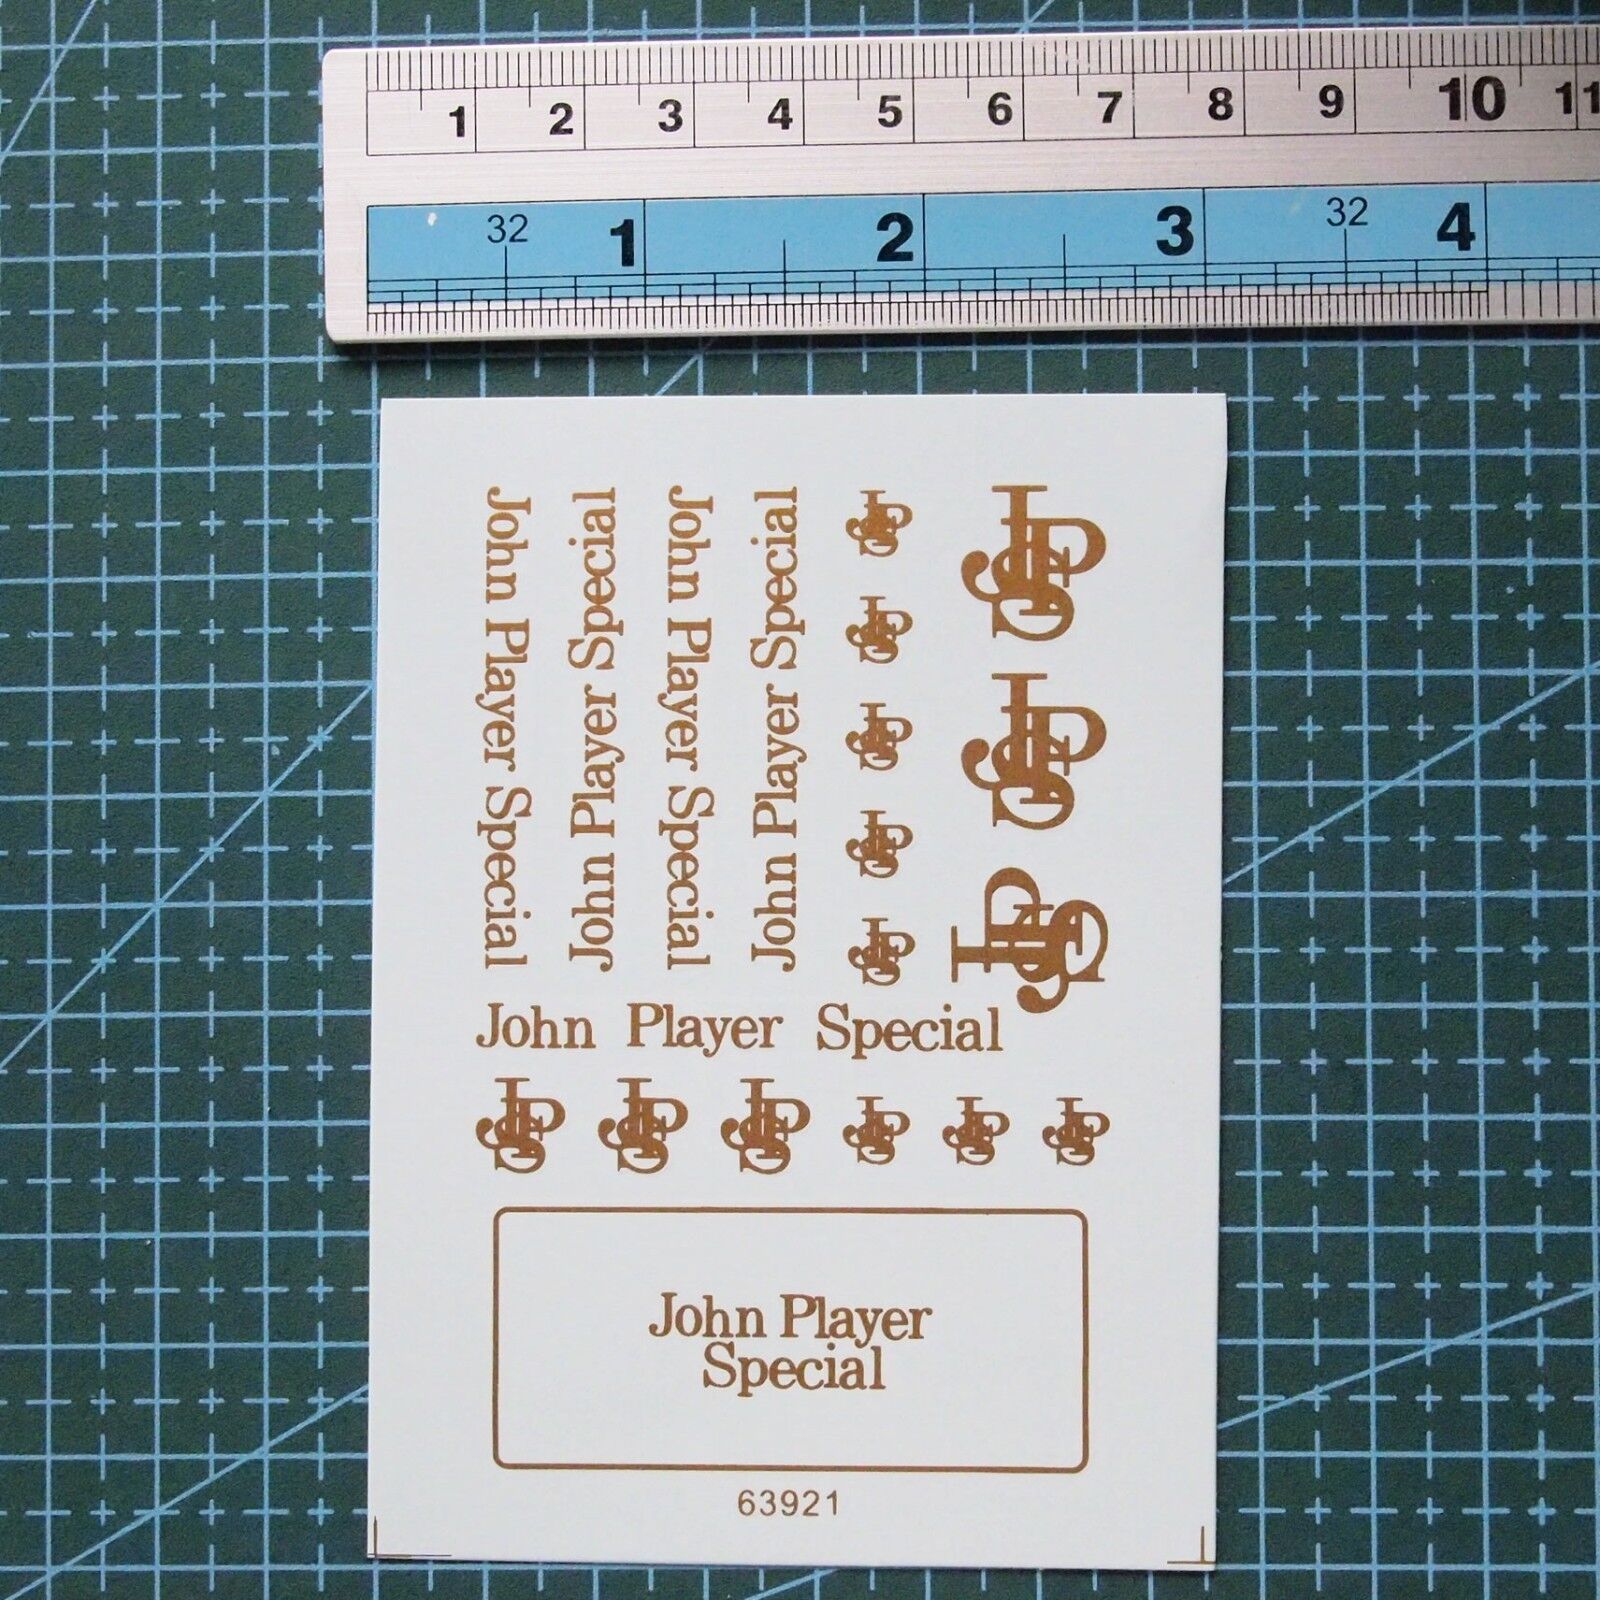 1 2 3 4 5 6 7 8 9 10 11
32 1 2 3 32 4
John Player Special
John Player Special
John Player Special
John Player Special
JPS
JPS
JPS
JPS
JPS
JPS
JPS
JPS
John Player Special
JPS JPS JPS JPS JPS JPS
John Player
Special
63921